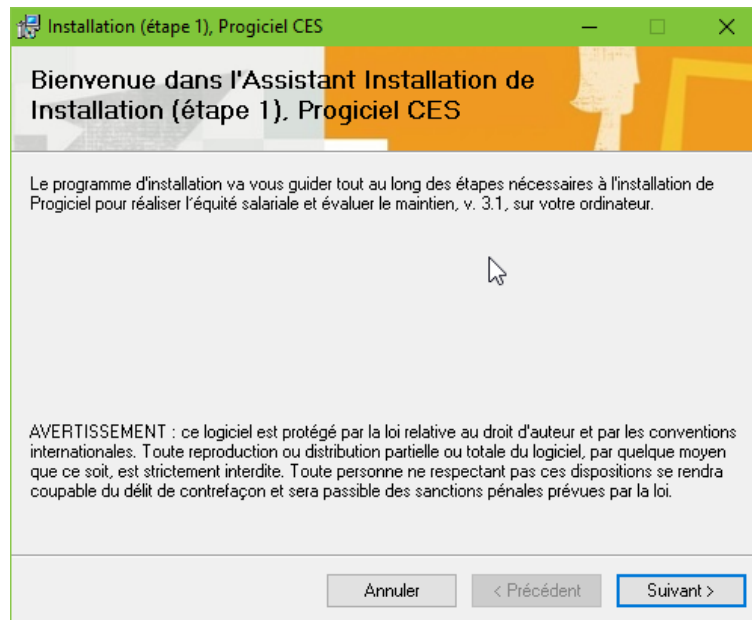 Installation (étape 1), Progiciel CES
Bienvenue dans l'Assistant Installation de
Installation (étape 1), Progiciel CES
Le programme d'installation va vous guider tout au long des étapes nécessaires à l'installation de
Progiciel pour réaliser l´équité salariale et évaluer le maintien, v. 3.1, sur votre ordinateur.
AVERTISSEMENT : ce logiciel est protégé par la loi relative au droit d'auteur et par les conventions
internationales. Toute reproduction ou distribution partielle ou totale du logiciel, par quelque moyen
que ce soit, est strictement interdite. Toute personne ne respectant pas ces dispositions se rendra
coupable du délit de contrefaçon et sera passible des sanctions pénales prévues par la loi.
Annuler
< Précédent
Suivant >